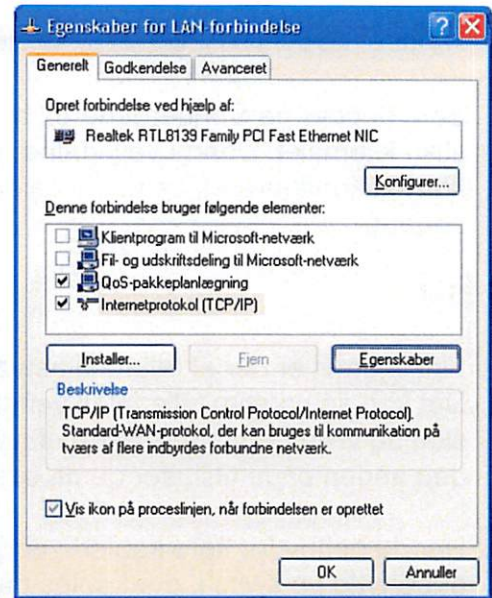 Egenskaber for LAN-forbindelse
Generelt Godkendelse Avanceret
Opret forbindelse ved hjælp af:
Realtek RTL8139 Family PCI Fast Ethernet NIC
Konfigurer...
Denne forbindelse bruger følgende elementer:
Klientprogram til Microsoft-netværk
Fil- og udskriftsdeling til Microsoft-netværk
QoS-pakkeplanlægning
Internetprotokol (TCP/IP)
Installer... Fjern Egenskaber
Beskrivelse
TCP/IP (Transmission Control Protocol/Internet Protocol).
Standard-WAN-protokol, der kan bruges til kommunikation på
tværs af flere indbyrdes forbundne netværk.
Vis ikon på proceslinjen, når forbindelsen er oprettet
OK Annuller